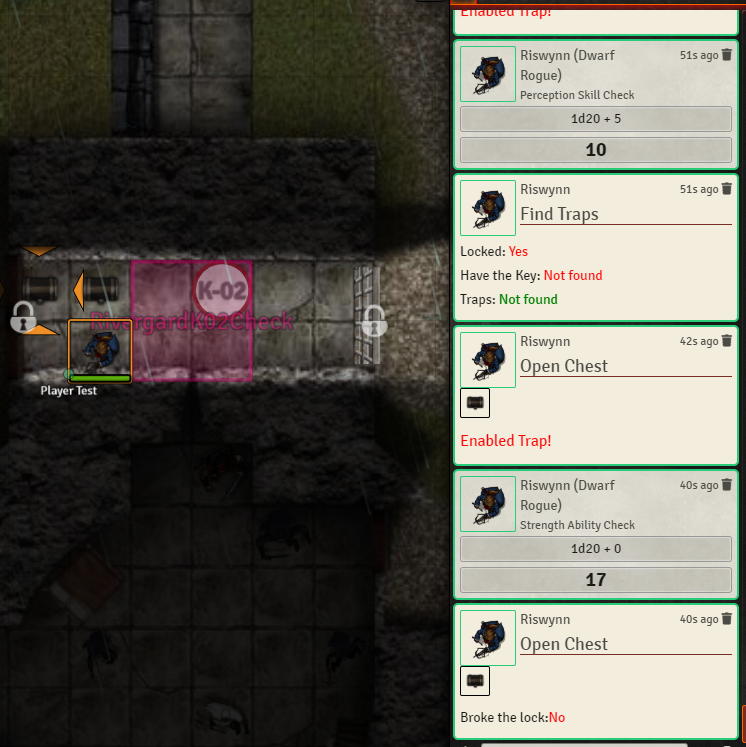 K-02
RivergardK02Check
Player Test
Enabled Trap!
Riswynn (Dwarf
Rogue)
51s ago
Perception Skill Check
1d20 + 5
10
Riswynn
51s ago
Find Traps
Locked: Yes
Have the Key: Not found
Traps: Not found
Riswynn
42s ago
Open Chest
Enabled Trap!
Riswynn (Dwarf
Rogue)
40s ago
Strength Ability Check
1d20 + 0
17
Riswynn
40s ago
Open Chest
Broke the lock:No